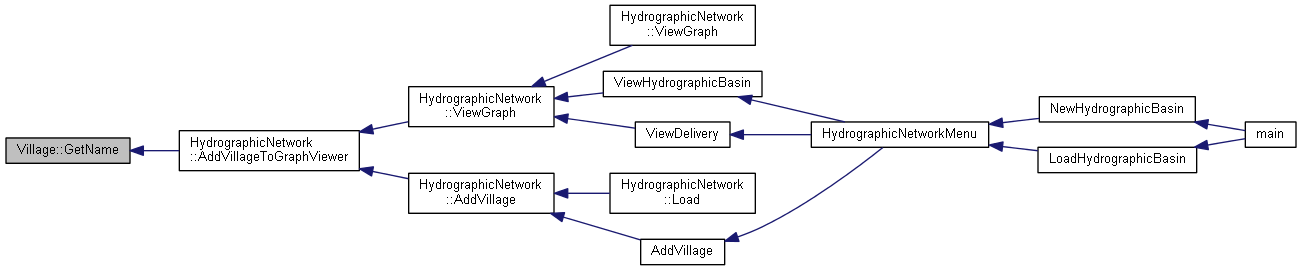 Village::GetName
HydrographicNetwork
::AddVillageToGraphViewer
HydrographicNetwork
::ViewGraph
HydrographicNetwork
::ViewGraph
ViewHydrographicBasin
ViewDelivery
HydrographicNetworkMenu
NewHydrographicBasin
main
LoadHydrographicBasin
HydrographicNetwork
::AddVillage
HydrographicNetwork
::Load
AddVillage